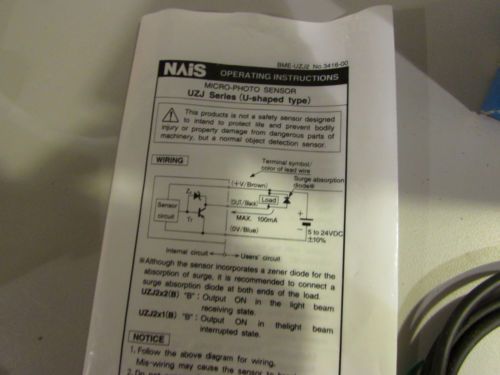 BME-UZJ2 No.3416-00
NAiS OPERATING INSTRUCTIONS
MICRO-PHOTO SENSOR
UZJ Series (U-shaped type)
This products is not a safety sensor designed
to intend to protect life and prevent bodily
injury or property damage from dangerous parts of
machinery, but a normal object detection sensor.
WIRING
Terminal symbol/
color of lead wire
Surge absorption
diode※
(+V/Brown)
Load
Sensor
circuit
(OUT/Black)
Tr
MAX. 100mA
(0V/Blue)
+
5 to 24VDC
±10%
Internal circuit
Users' circuit
※Although the sensor incorporates a zener diode for the
absorption of surge, it is recommended to connect a
surge absorption diode at both ends of the load.
UZJ2x2(B) "B" : Output ON in the light beam
receiving state.
UZJ2x1(B) "B" : Output ON in thelight beam
interrupted state.
NOTICE
1. Follow the above diagram for wiring.
Mis-wiring may cause the sensor to
2. Do not